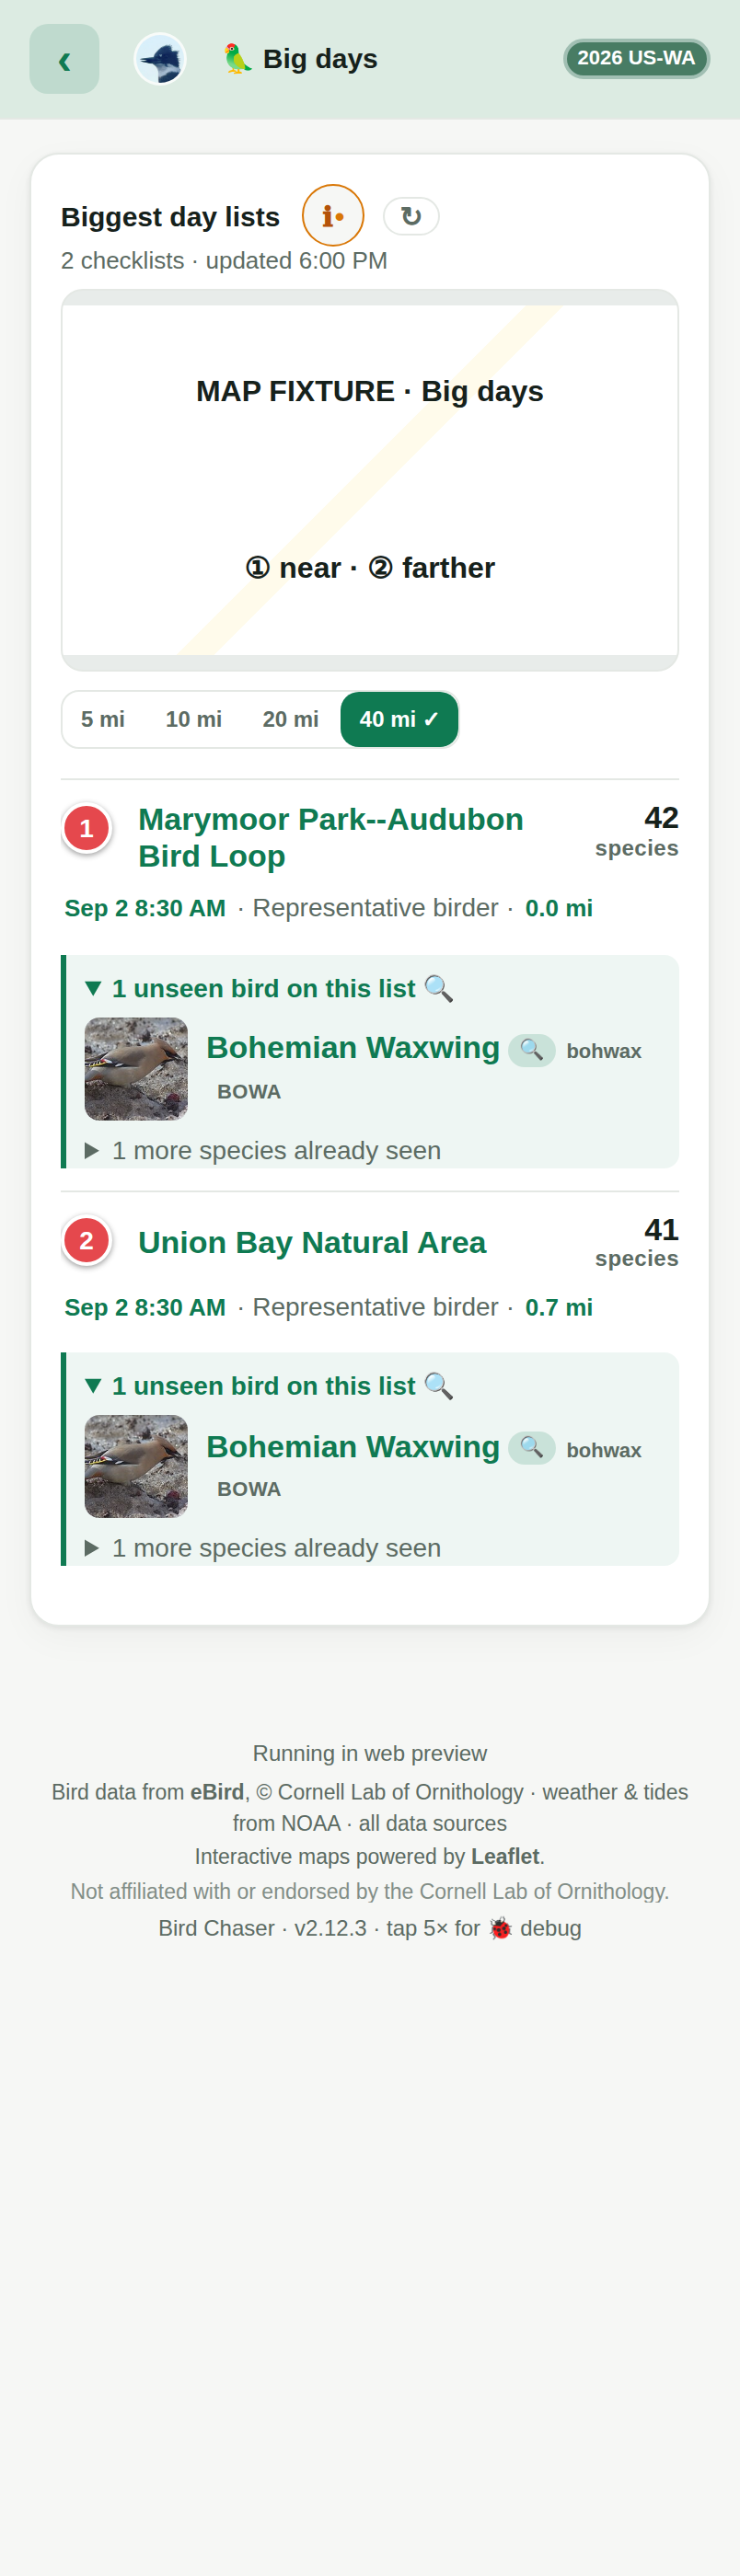 ‹ 🦜 Big days 2026 US-WA
Biggest day lists ℹ• ↻
2 checklists · updated 6:00 PM
MAP FIXTURE · Big days
① near · ② farther
5 mi 10 mi 20 mi 40 mi ✓
1 Marymoor Park--Audubon 42
Bird Loop species
Sep 2 8:30 AM · Representative birder · 0.0 mi
▼ 1 unseen bird on this list 🔍
Bohemian Waxwing 🔍 bohwax
BOWA
▶ 1 more species already seen
2 Union Bay Natural Area 41
species
Sep 2 8:30 AM · Representative birder · 0.7 mi
▼ 1 unseen bird on this list 🔍
Bohemian Waxwing 🔍 bohwax
BOWA
▶ 1 more species already seen
Running in web preview
Bird data from eBird, © Cornell Lab of Ornithology · weather & tides
from NOAA · all data sources
Interactive maps powered by Leaflet.
Not affiliated with or endorsed by the Cornell Lab of Ornithology.
Bird Chaser · v2.12.3 · tap 5× for 🐞 debug